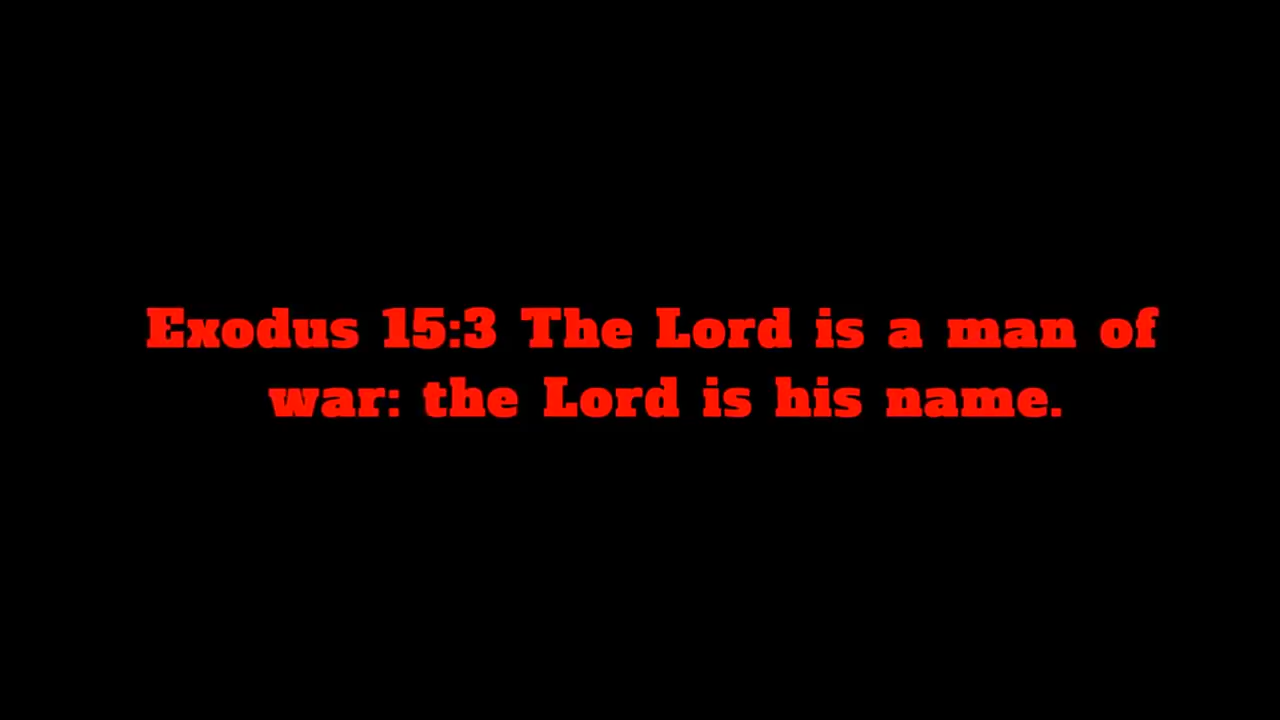 Exodus 15:3 The Lord is a man of
war: the Lord is his name.